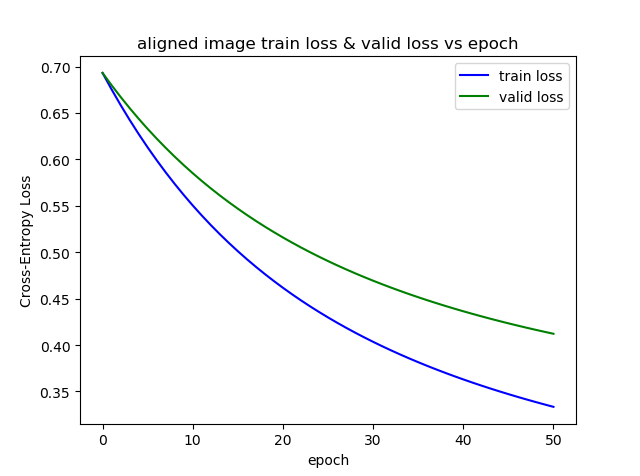 aligned image train loss & valid loss vs epoch
train loss
valid loss
Cross-Entropy Loss
0.70
0.65
0.60
0.55
0.50
0.45
0.40
0.35
0
10
20
30
40
50
epoch